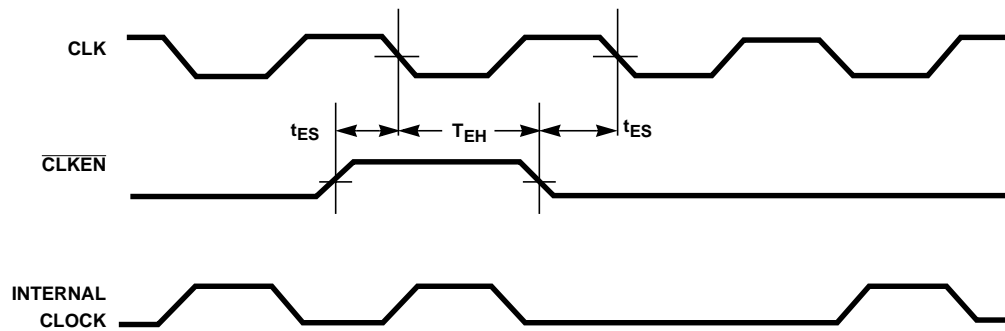 CLK
tES TEH tES
CLKEN
INTERNAL
CLOCK